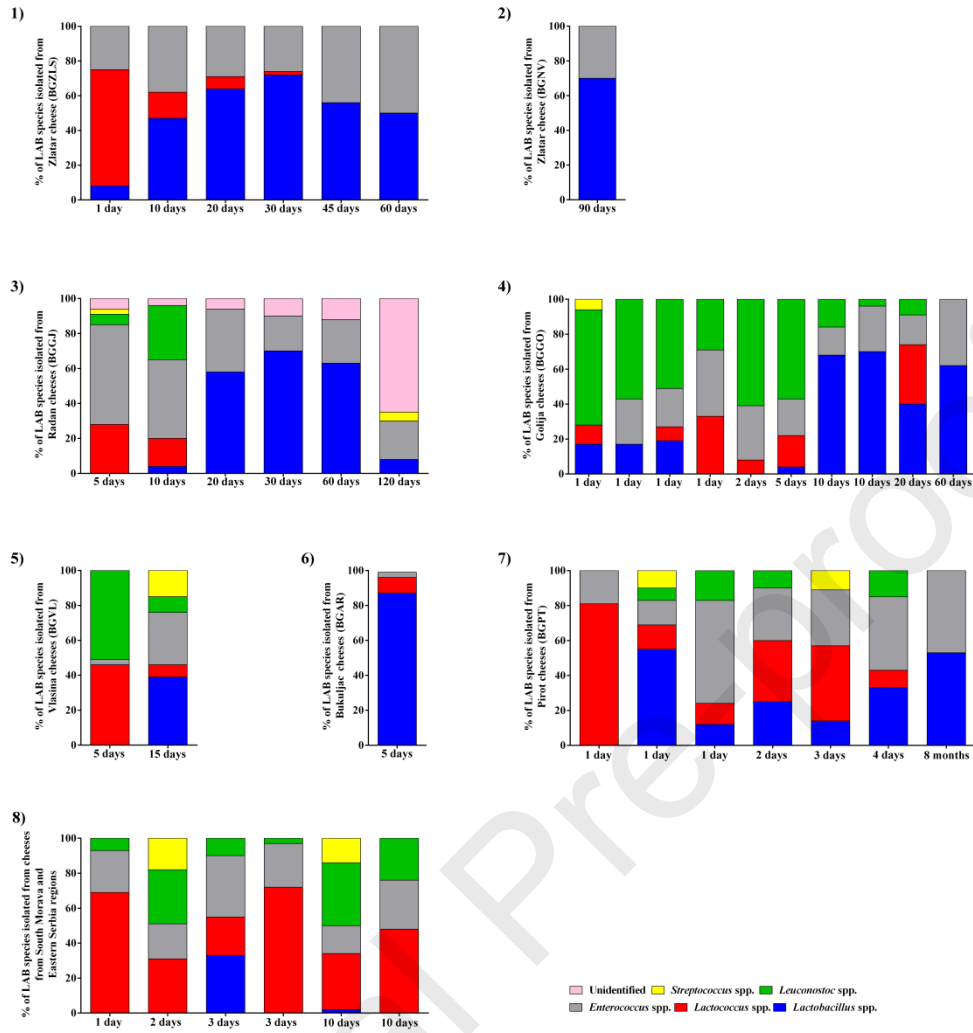 1)
% of LAB species isolated from
Zlatar cheese (BGZLS)
100
80
60
40
20
0
1 day 10 days 20 days 30 days 45 days 60 days
2)
% of LAB species isolated from
Zlatar cheese (BGNV)
100
80
60
40
20
0
90 days
3)
% of LAB species isolated from
Radan cheeses (BGGJ)
100
80
60
40
20
0
5 days 10 days 20 days 30 days 60 days 120 days
4)
% of LAB species isolated from
Golija cheeses (BGGO)
100
80
60
40
20
0
1 day 1 day 1 day 1 day 2 days 5 days 10 days 10 days 20 days 60 days
5)
% of LAB species isolated from
Vlasina cheeses (BGVL)
100
80
60
40
20
0
5 days 15 days
6)
% of LAB species isolated from
Bukuljac cheeses (BGAR)
100
80
60
40
20
0
5 days
7)
% of LAB species isolated from
Pirot cheeses (BGPT)
100
80
60
40
20
0
1 day 1 day 1 day 2 days 3 days 4 days 8 months
8)
% of LAB species isolated from cheeses
from South Morava and
Eastern Serbia regions
100
80
60
40
20
0
1 day 2 days 3 days 3 days 10 days 10 days
Unidentified Streptococcus spp. Leuconostoc spp.
Enterococcus spp. Lactococcus spp. Lactobacillus spp.